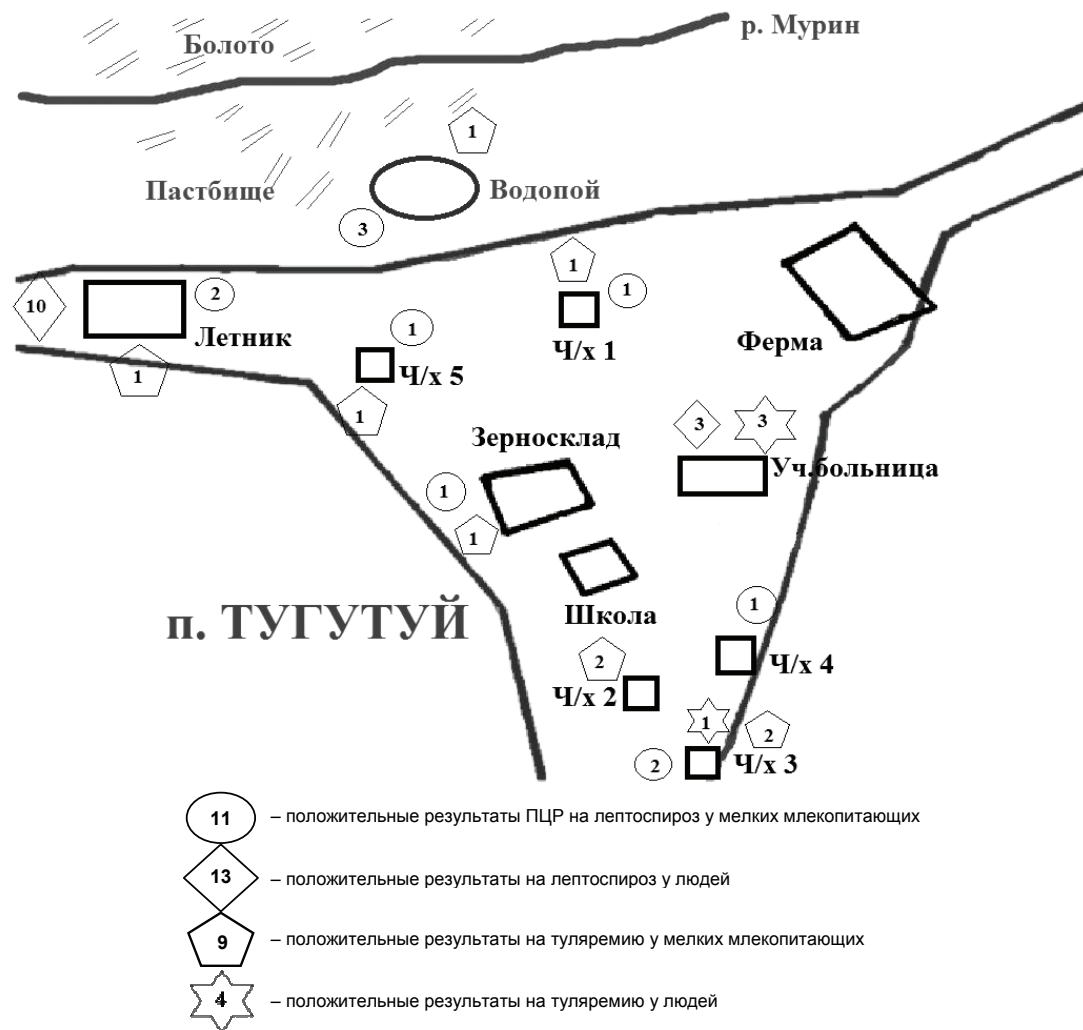 р. Мурин
Болото
1
Пастбище
Водопой
3
10
2
Летник
1
1
1
Ч/х 1
Ферма
1
Ч/х 5
1
Зерносклад
3
3
Уч.больница
1
1
Школа
п. ТУГУТУЙ
1
Ч/х 4
2
Ч/х 2
1
2
2
Ч/х 3
11 – положительные результаты ПЦР на лептоспироз у мелких млекопитающих
13 – положительные результаты на лептоспироз у людей
9 – положительные результаты на туляремию у мелких млекопитающих
4 – положительные результаты на туляремию у людей